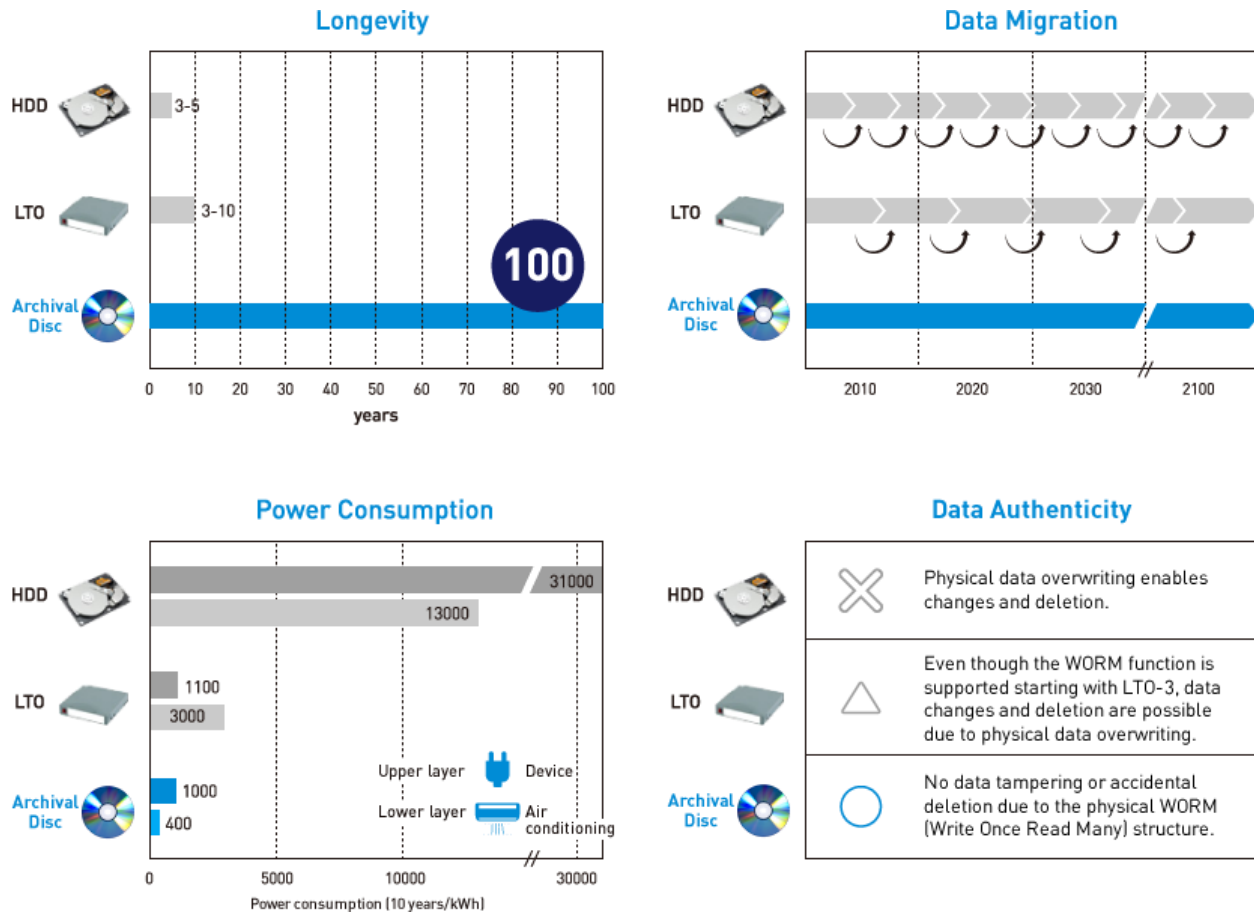 Longevity
HDD
3-5
LTO
3-10
100
Archival
Disc
0 10 20 30 40 50 60 70 80 90 100
years
Data Migration
HDD
LTO
Archival
Disc
2010 2020 2030 // 2100
Power Consumption
HDD
31000
13000
LTO
1100
3000
Archival
Disc
1000
400
Upper layer Device
Lower layer Air
conditioning
0 5000 10000 // 30000
Power consumption (10 years/kWh)
Data Authenticity
HDD
Physical data overwriting enables
changes and deletion.
LTO
Even though the WORM function is
supported starting with LTO-3, data
changes and deletion are possible
due to physical data overwriting.
Archival
Disc
No data tampering or accidental
deletion due to the physical WORM
(Write Once Read Many) structure.